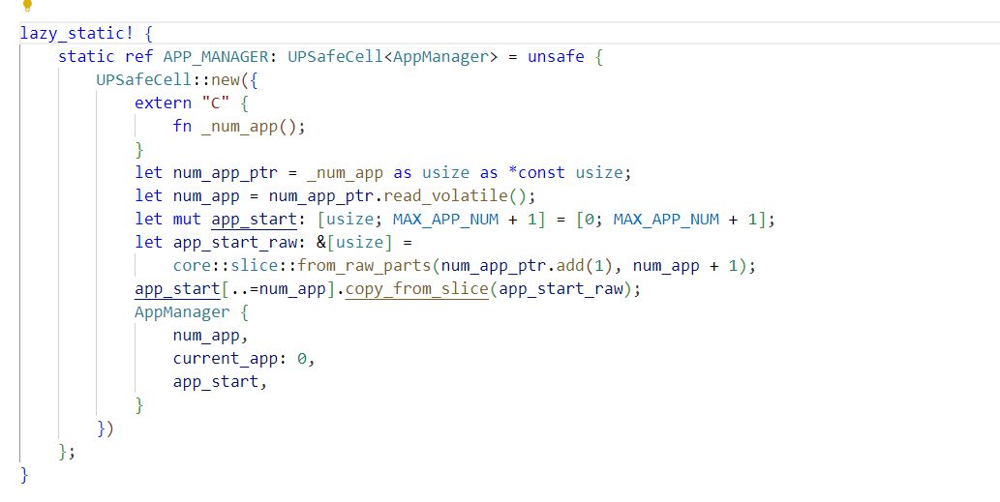 lazy_static! {
    static ref APP_MANAGER: UPSafeCell<AppManager> = unsafe {
        UPSafeCell::new({
            extern "C" {
                fn _num_app();
            }
            let num_app_ptr = _num_app as usize as *const usize;
            let num_app = num_app_ptr.read_volatile();
            let mut app_start: [usize; MAX_APP_NUM + 1] = [0; MAX_APP_NUM + 1];
            let app_start_raw: &[usize] =
                core::slice::from_raw_parts(num_app_ptr.add(1), num_app + 1);
            app_start[..=num_app].copy_from_slice(app_start_raw);
            AppManager {
                num_app,
                current_app: 0,
                app_start,
            }
        })
    };
}